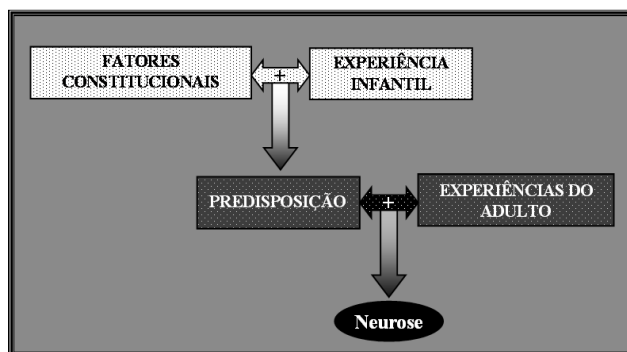 FATORES
CONSTITUCIONAIS
+
EXPERIÊNCIA
INFANTIL
PREDISPOSIÇÃO
+
EXPERIÊNCIAS DO
ADULTO
Neurose